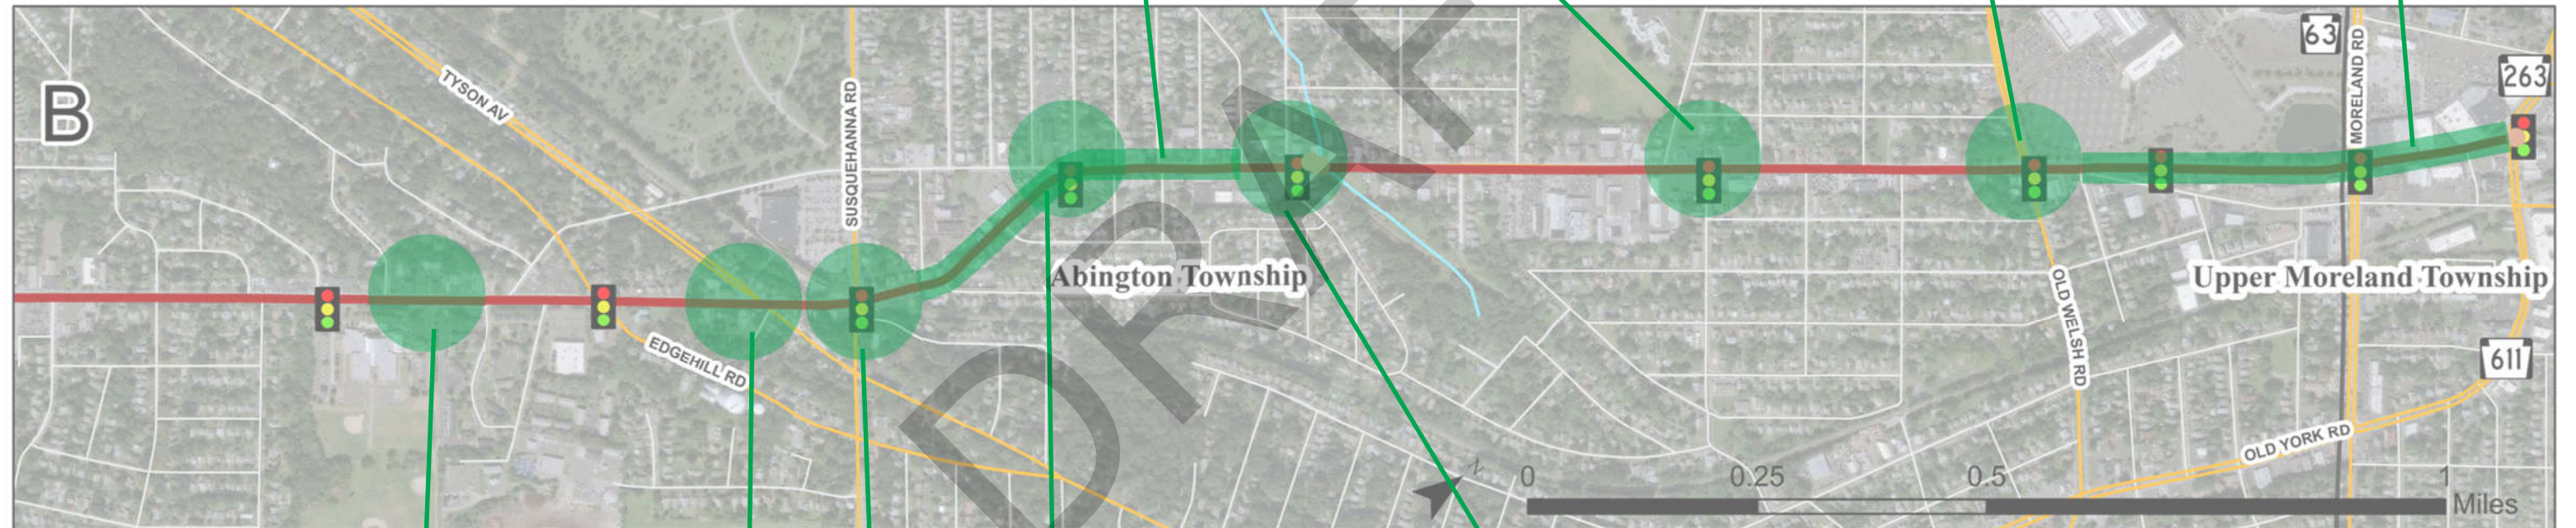 B
TYSON AV
SUSQUEHANNA RD
63
MORELAND RD
263
Abington Township
Upper Moreland Township
EDGEHILL RD
OLD WELSH RD
611
OLD YORK RD
DRAF
N
0 0.25 0.5 1
Miles